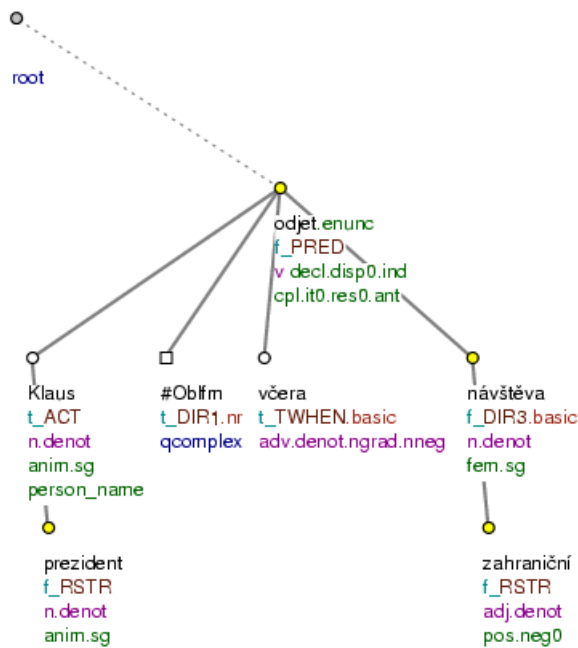 root
odjet.enunc
f_PRED
v decl.disp0.ind
cpl.it0.res0.ant
Klaus
t_ACT
n.denot
anim.sg
person_name
#Oblfm
t_DIR1.nr
qcomplex
včera
t_TWHEN.basic
adv.denot.ngrad.nneg
návštěva
f_DIR3.basic
n.denot
fem.sg
prezident
f_RSTR
n.denot
anim.sg
zahraniční
f_RSTR
adj.denot
pos.neg0